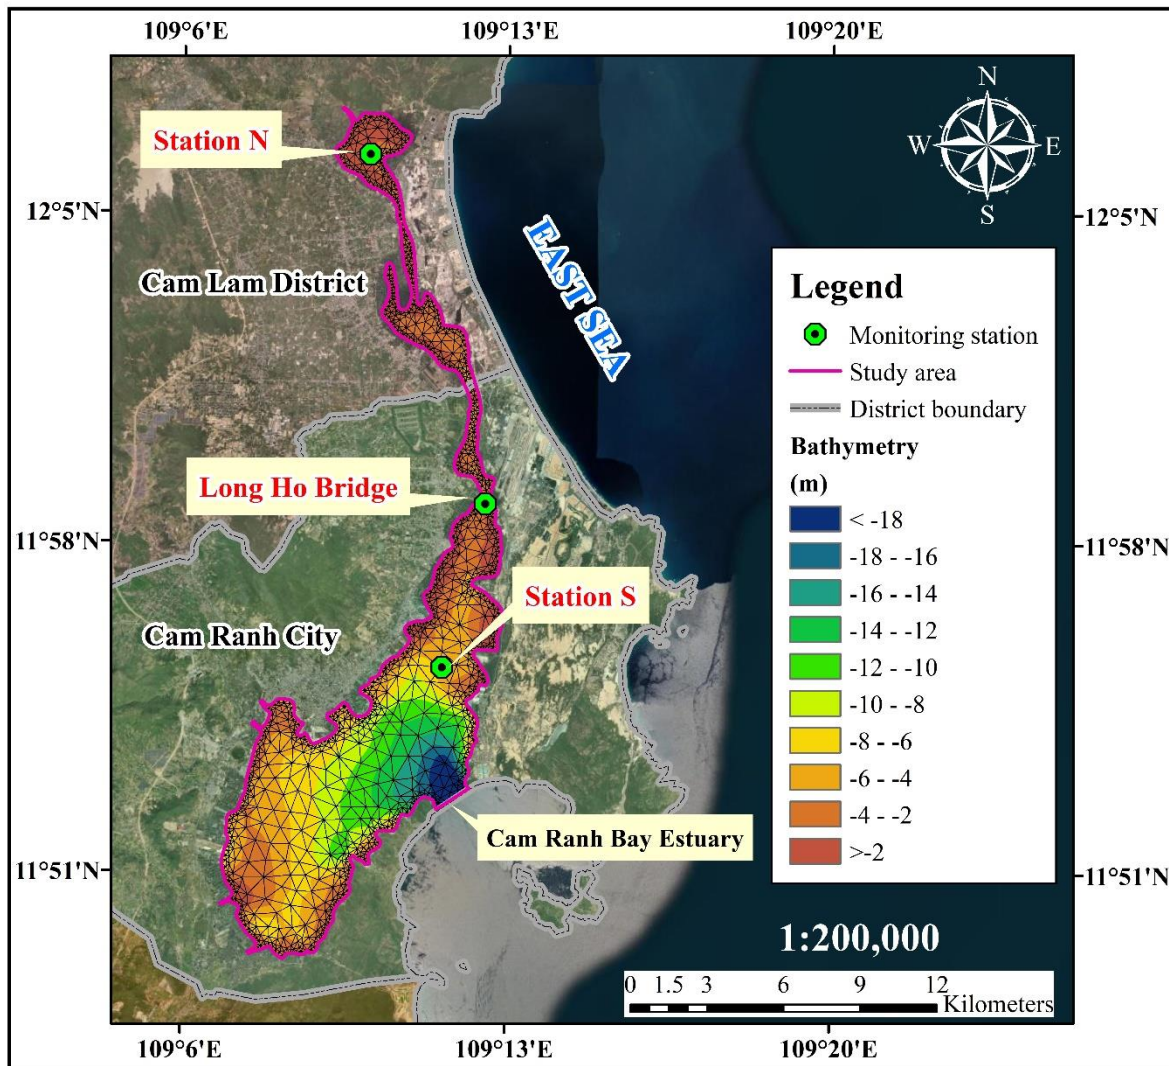 109°6'E
109°13'E
109°20'E
N
W
E
S
Station N
12°5'N
12°5'N
EAST SEA
Cam Lam District
Legend
Monitoring station
Study area
District boundary
Bathymetry
(m)
< -18
-18 - -16
-16 - -14
-14 - -12
-12 - -10
-10 - -8
-8 - -6
-6 - -4
-4 - -2
>-2
Long Ho Bridge
11°58'N
11°58'N
Station S
Cam Ranh City
Cam Ranh Bay Estuary
11°51'N
11°51'N
1:200,000
0 1.5 3 6 9 12
Kilometers
109°6'E
109°13'E
109°20'E